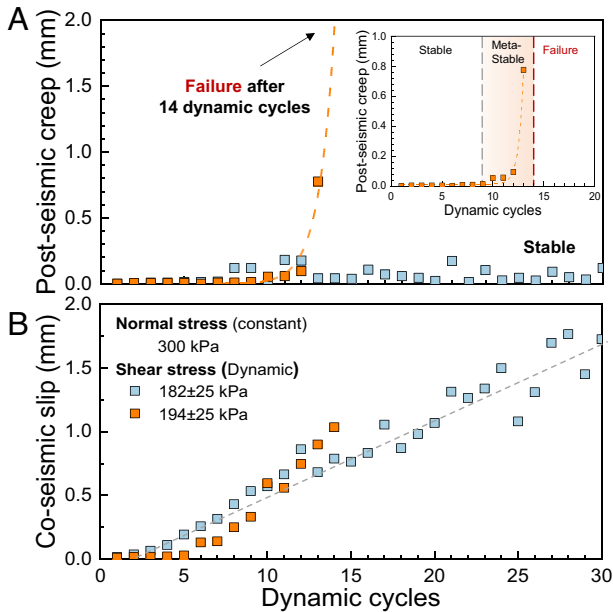 A
Post-seismic creep (mm)
2.0
1.5
1.0
0.5
0.0
Failure after
14 dynamic cycles
Stable
Post-seismic creep (mm)
1.0
0.8
0.6
0.4
0.2
0.0
Stable
Meta-
Stable
Failure
0 5 10 15 20
Dynamic cycles
B
Co-seismic slip (mm)
2.0
1.5
1.0
0.5
0.0
Normal stress (constant)
300 kPa
Shear stress (Dynamic)
182±25 kPa
194±25 kPa
0 5 10 15 20 25 30
Dynamic cycles